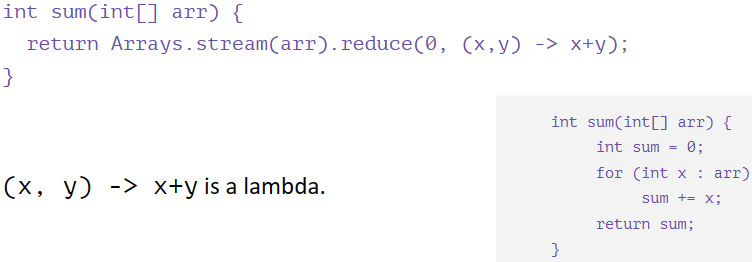 int sum(int[] arr) {
return Arrays.stream(arr).reduce(0, (x,y) -> x+y);
}
(x, y) -> x+y is a lambda.
int sum(int[] arr) {
int sum = 0;
for (int x : arr)
sum += x;
return sum;
}